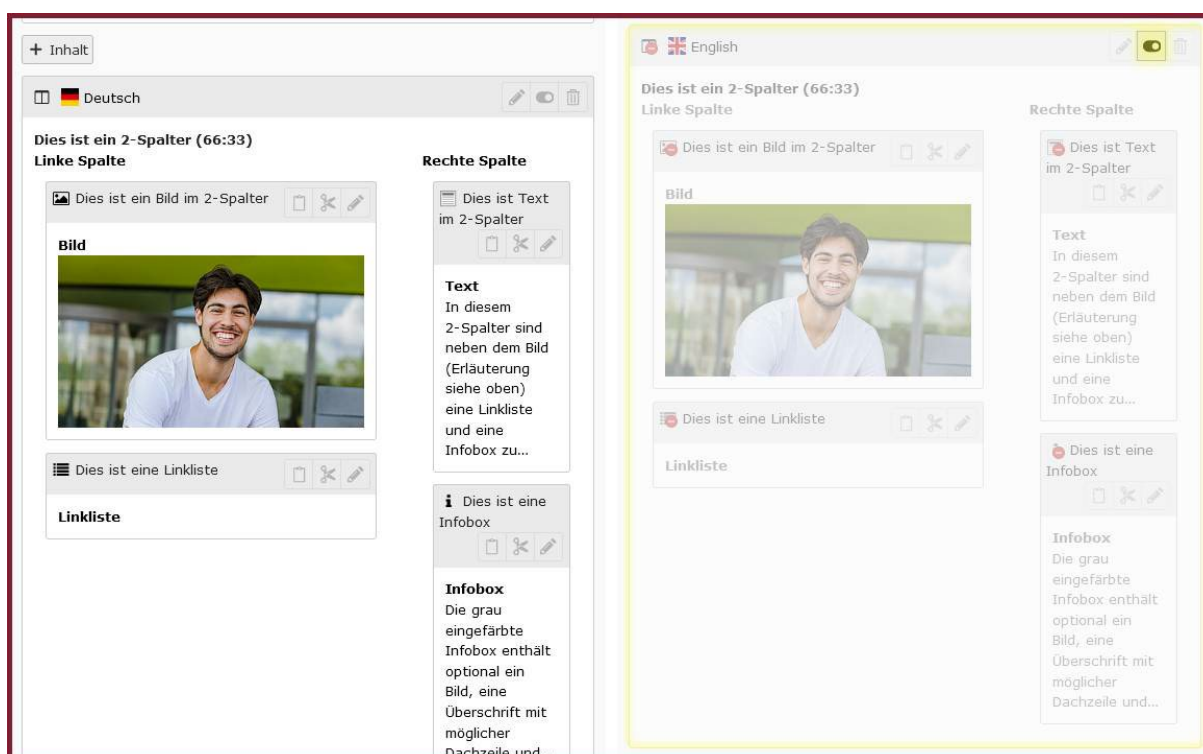 + Inhalt
Deutsch
Dies ist ein 2-Spalter (66:33)
Linke Spalte
Rechte Spalte
Dies ist ein Bild im 2-Spalter
Bild
Dies ist eine Linkliste
Linkliste
Dies ist Text
im 2-Spalter
Text
In diesem
2-Spalter sind
neben dem Bild
(Erläuterung
siehe oben)
eine Linkliste
und eine
Infobox zu...
Dies ist eine
Infobox
Infobox
Die grau
eingefärbte
Infobox enthält
optional ein
Bild, eine
Überschrift mit
möglicher
Dachzeile und...
English
Dies ist ein 2-Spalter (66:33)
Linke Spalte
Rechte Spalte
Dies ist ein Bild im 2-Spalter
Bild
Dies ist eine Linkliste
Linkliste
Dies ist Text
im 2-Spalter
Text
In diesem
2-Spalter sind
neben dem Bild
(Erläuterung
siehe oben)
eine Linkliste
und eine
Infobox zu...
Dies ist eine
Infobox
Infobox
Die grau
eingefärbte
Infobox enthält
optional ein
Bild, eine
Überschrift mit
möglicher
Dachzeile und...